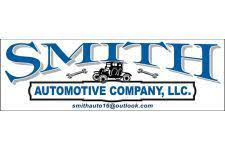 SMITH
AUTOMOTIVE COMPANY, LLC.
smithauto16@outlook.com